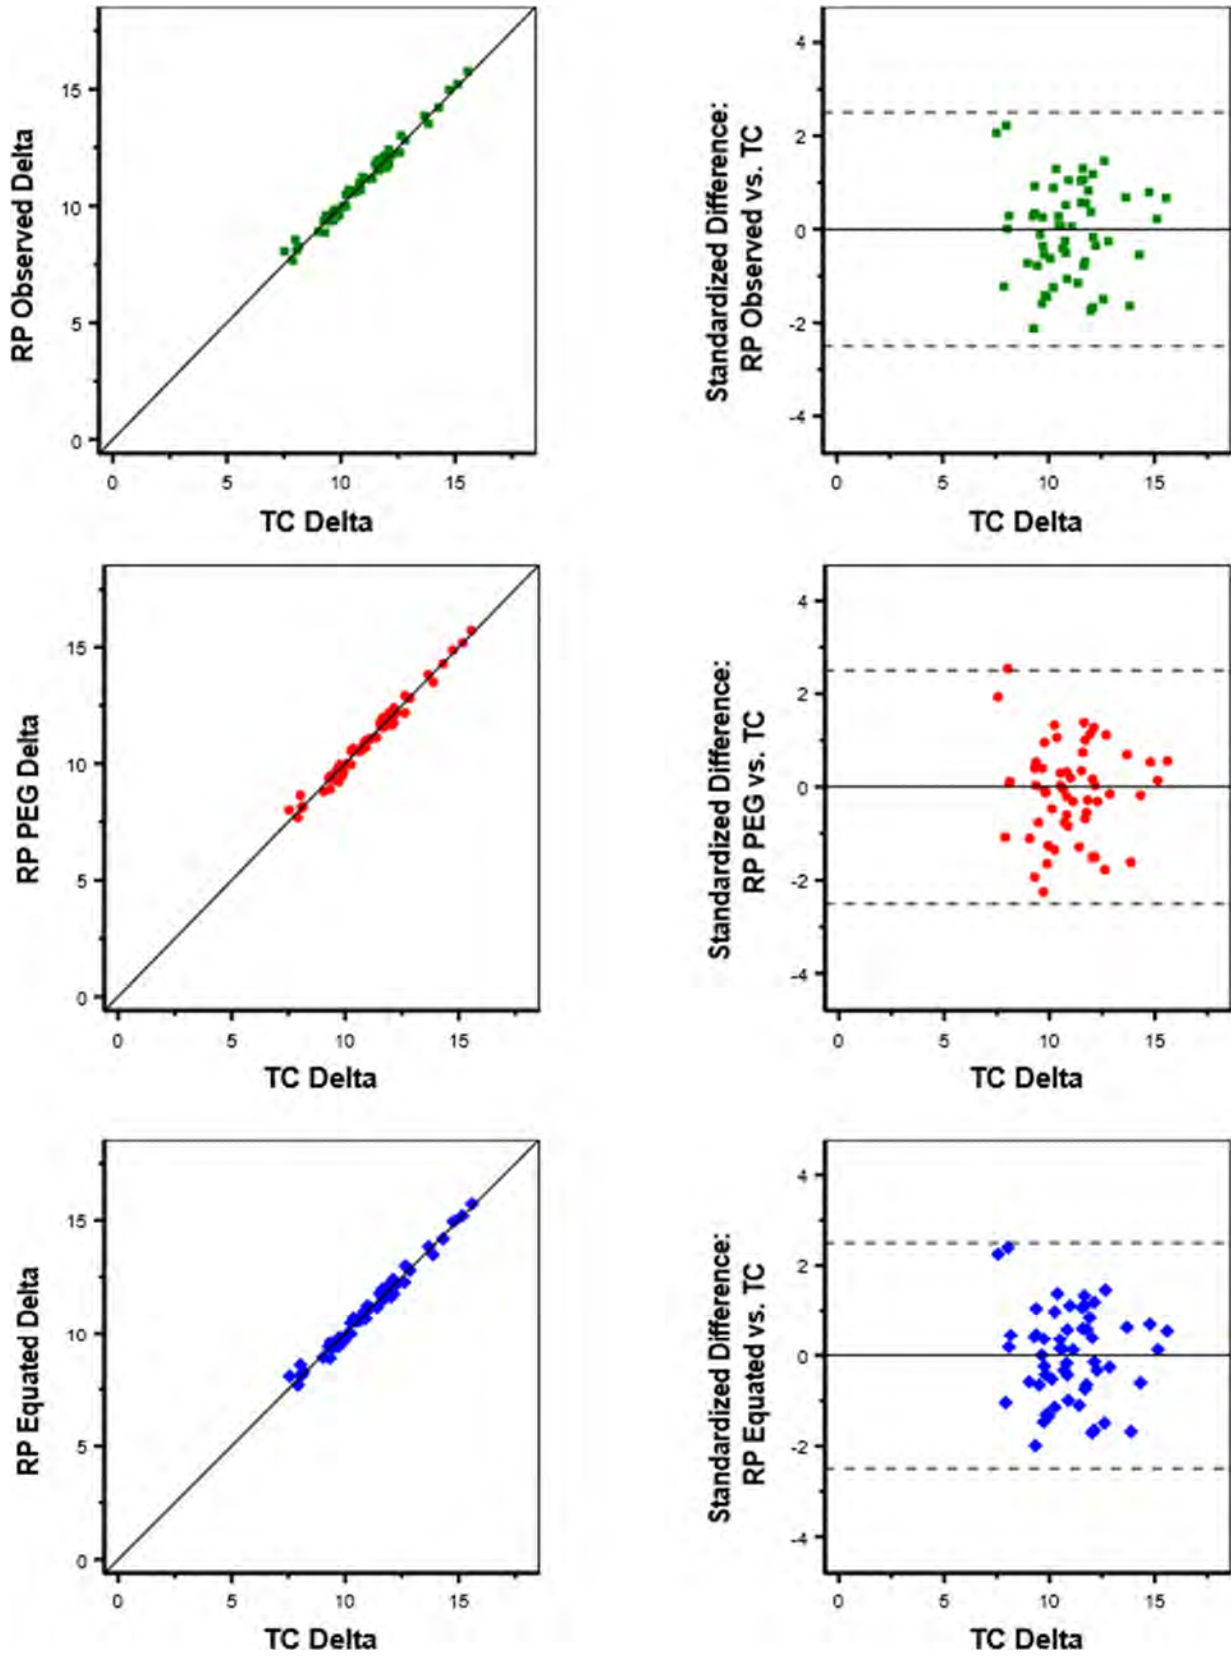 15
10
5
0
RP Observed Delta
0 5 10 15
TC Delta
4
2
0
-2
-4
Standardized Difference:
RP Observed vs. TC
0 5 10 15
TC Delta
15
10
5
0
RP PEG Delta
0 5 10 15
TC Delta
4
2
0
-2
-4
Standardized Difference:
RP PEG vs. TC
0 5 10 15
TC Delta
15
10
5
0
RP Equated Delta
0 5 10 15
TC Delta
4
2
0
-2
-4
Standardized Difference:
RP Equated vs. TC
0 5 10 15
TC Delta